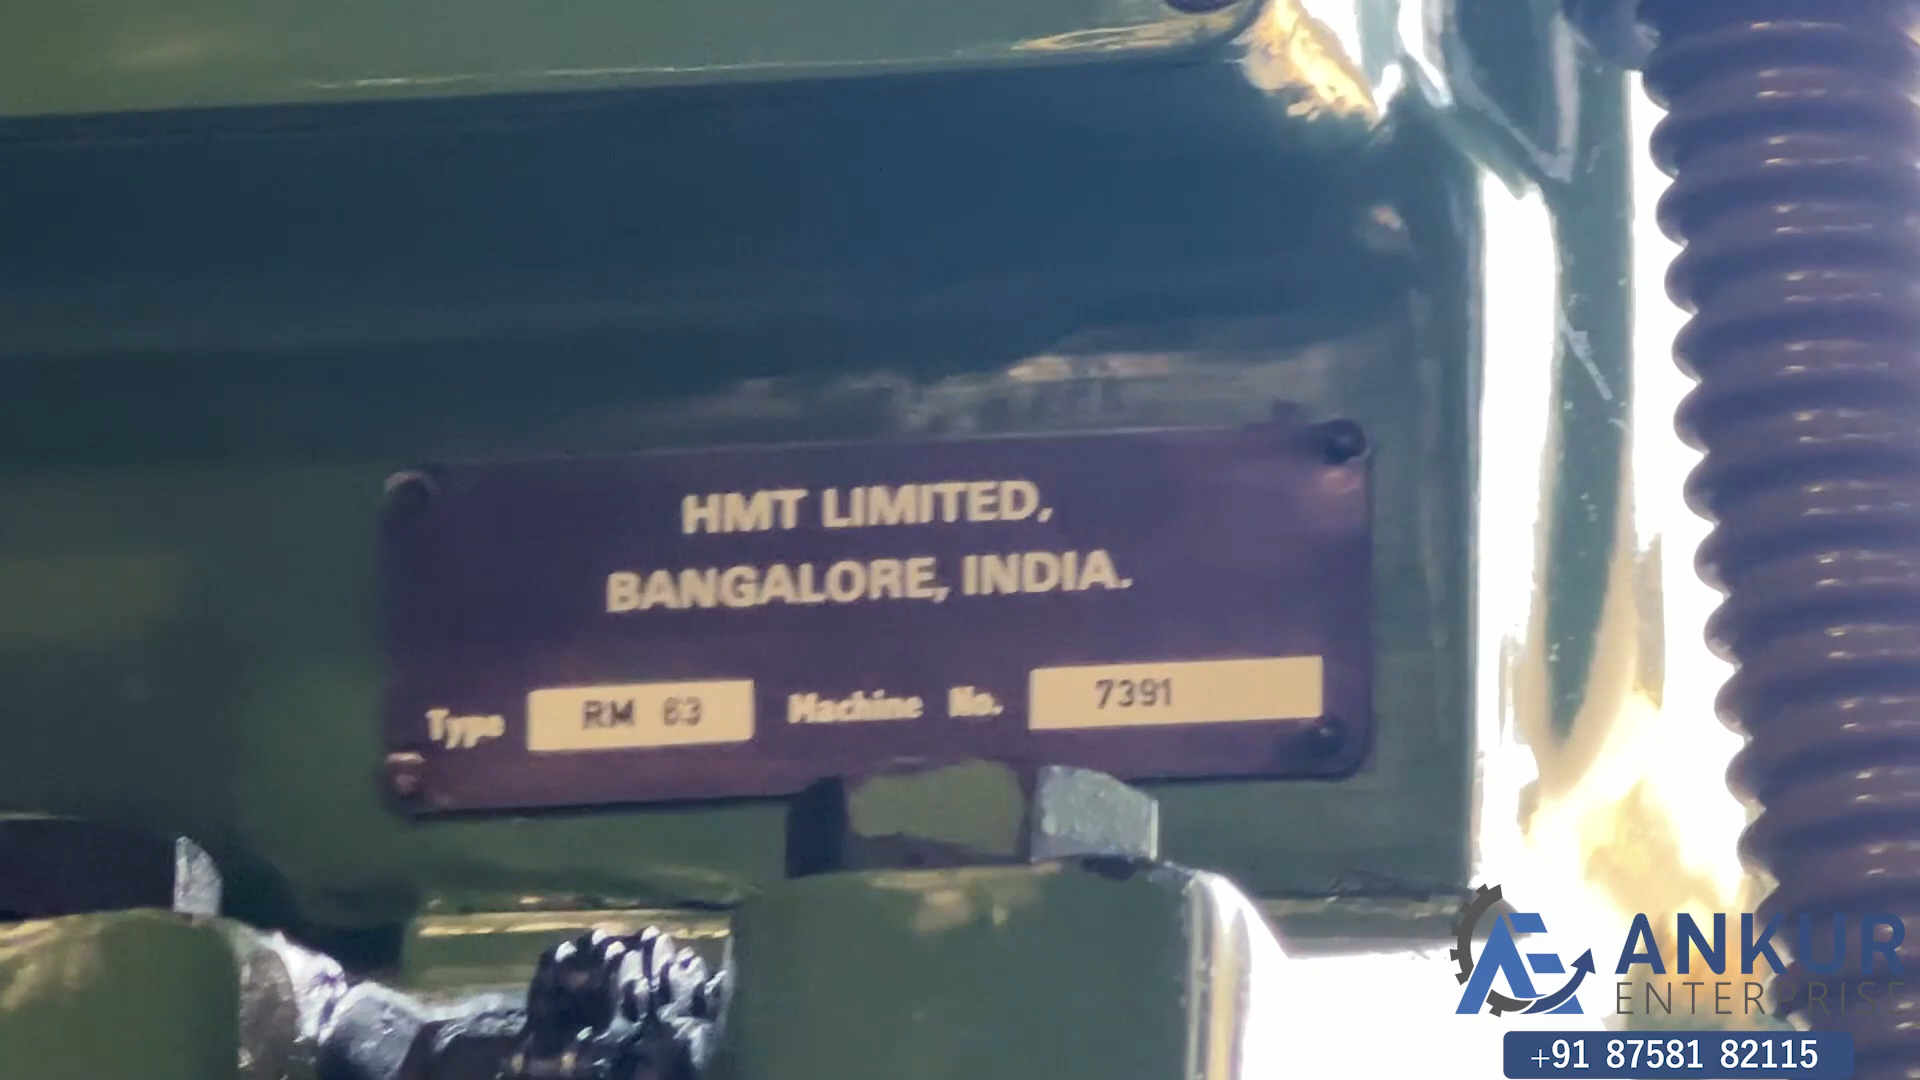 HMT LIMITED,
BANGALORE, INDIA.
Type RM 63 Machine No. 7391
ANKUR
ENTERPRISE
+91 87581 82115